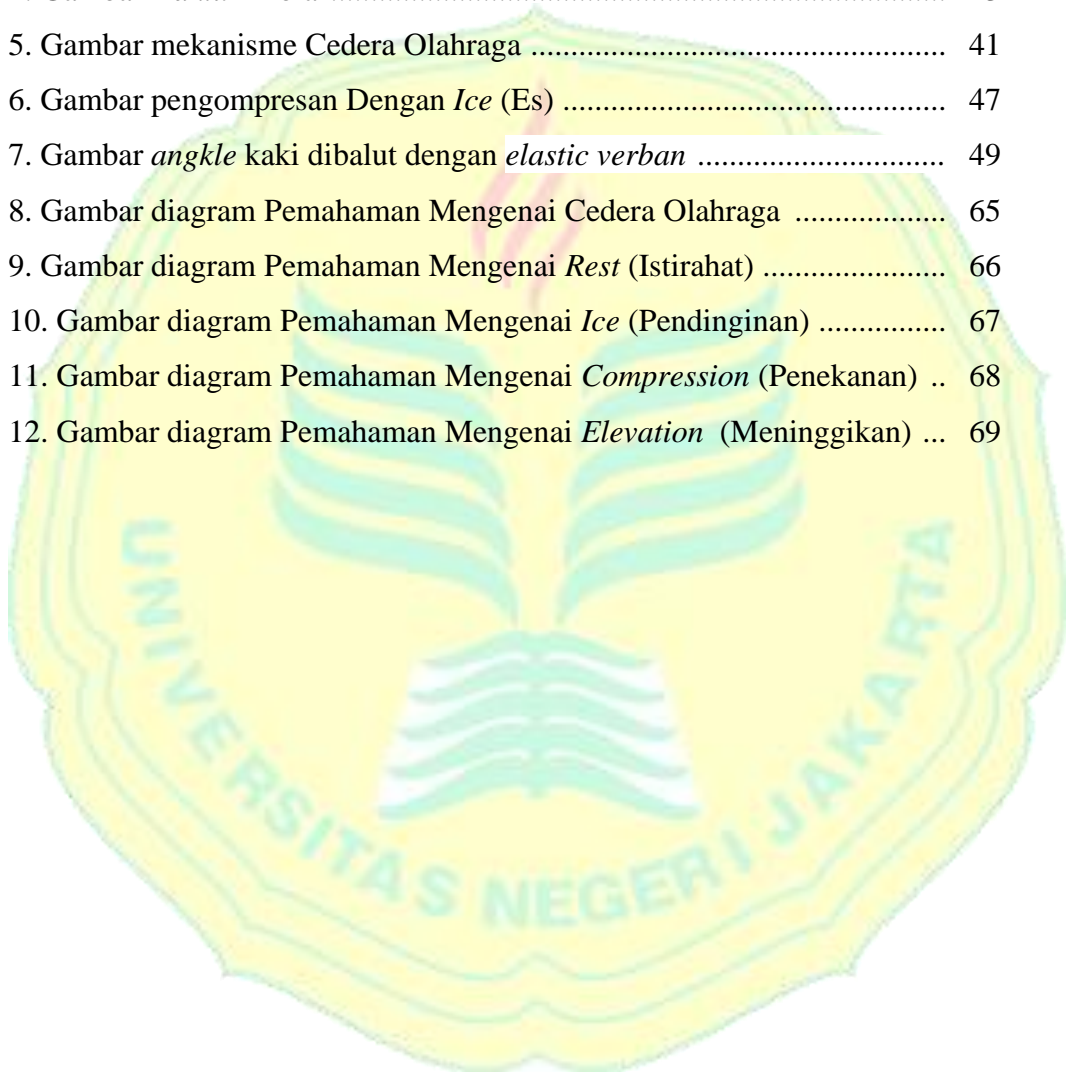 5. Gambar mekanisme Cedera Olahraga ................................................ 41
6. Gambar pengompresan Dengan Ice (Es) ............................................ 47
7. Gambar angkle kaki dibalut dengan elastic verban ............................. 49
8. Gambar diagram Pemahaman Mengenai Cedera Olahraga .................. 65
9. Gambar diagram Pemahaman Mengenai Rest (Istirahat) ...................... 66
10. Gambar diagram Pemahaman Mengenai Ice (Pendinginan) ............... 67
11. Gambar diagram Pemahaman Mengenai Compression (Penekanan) .. 68
12. Gambar diagram Pemahaman Mengenai Elevation (Meninggikan) ... 69
UNIVERSITAS NEGERI JAKARTA